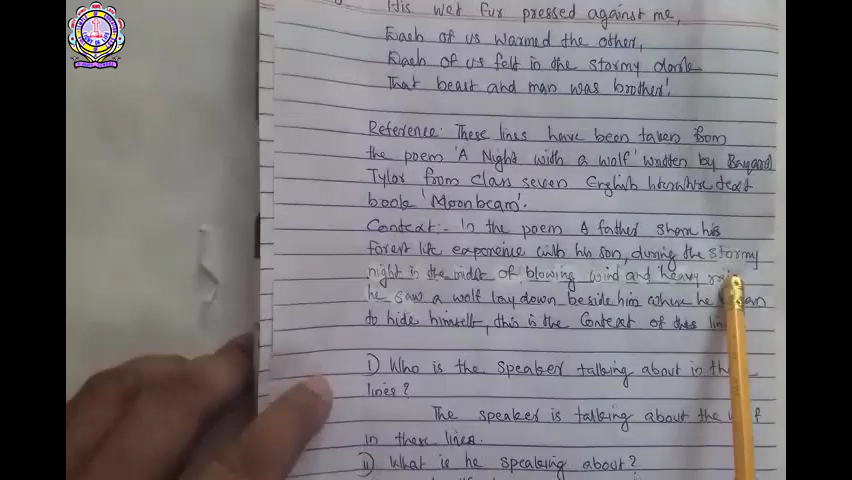 His wet fur pressed against me,
Each of us warmed the other,
Each of us felt in the stormy dark
That beast and man was brother'.
Reference: These lines have been taken from
the poem 'A Night with a wolf' written by Bayard
Tylor from class seven English literature text
book 'Moonbeam'.
Context:- In the poem A father share his
forest life experience with his son, during the stormy
night in the midst of blowing wind and heavy
he saw a wolf lay down beside him where he
to hide himself, this is the Context of this
i) Who is the speaker talking about in
lines?
The speaker is talking about the
in these lines.
ii) What is he speaking about?